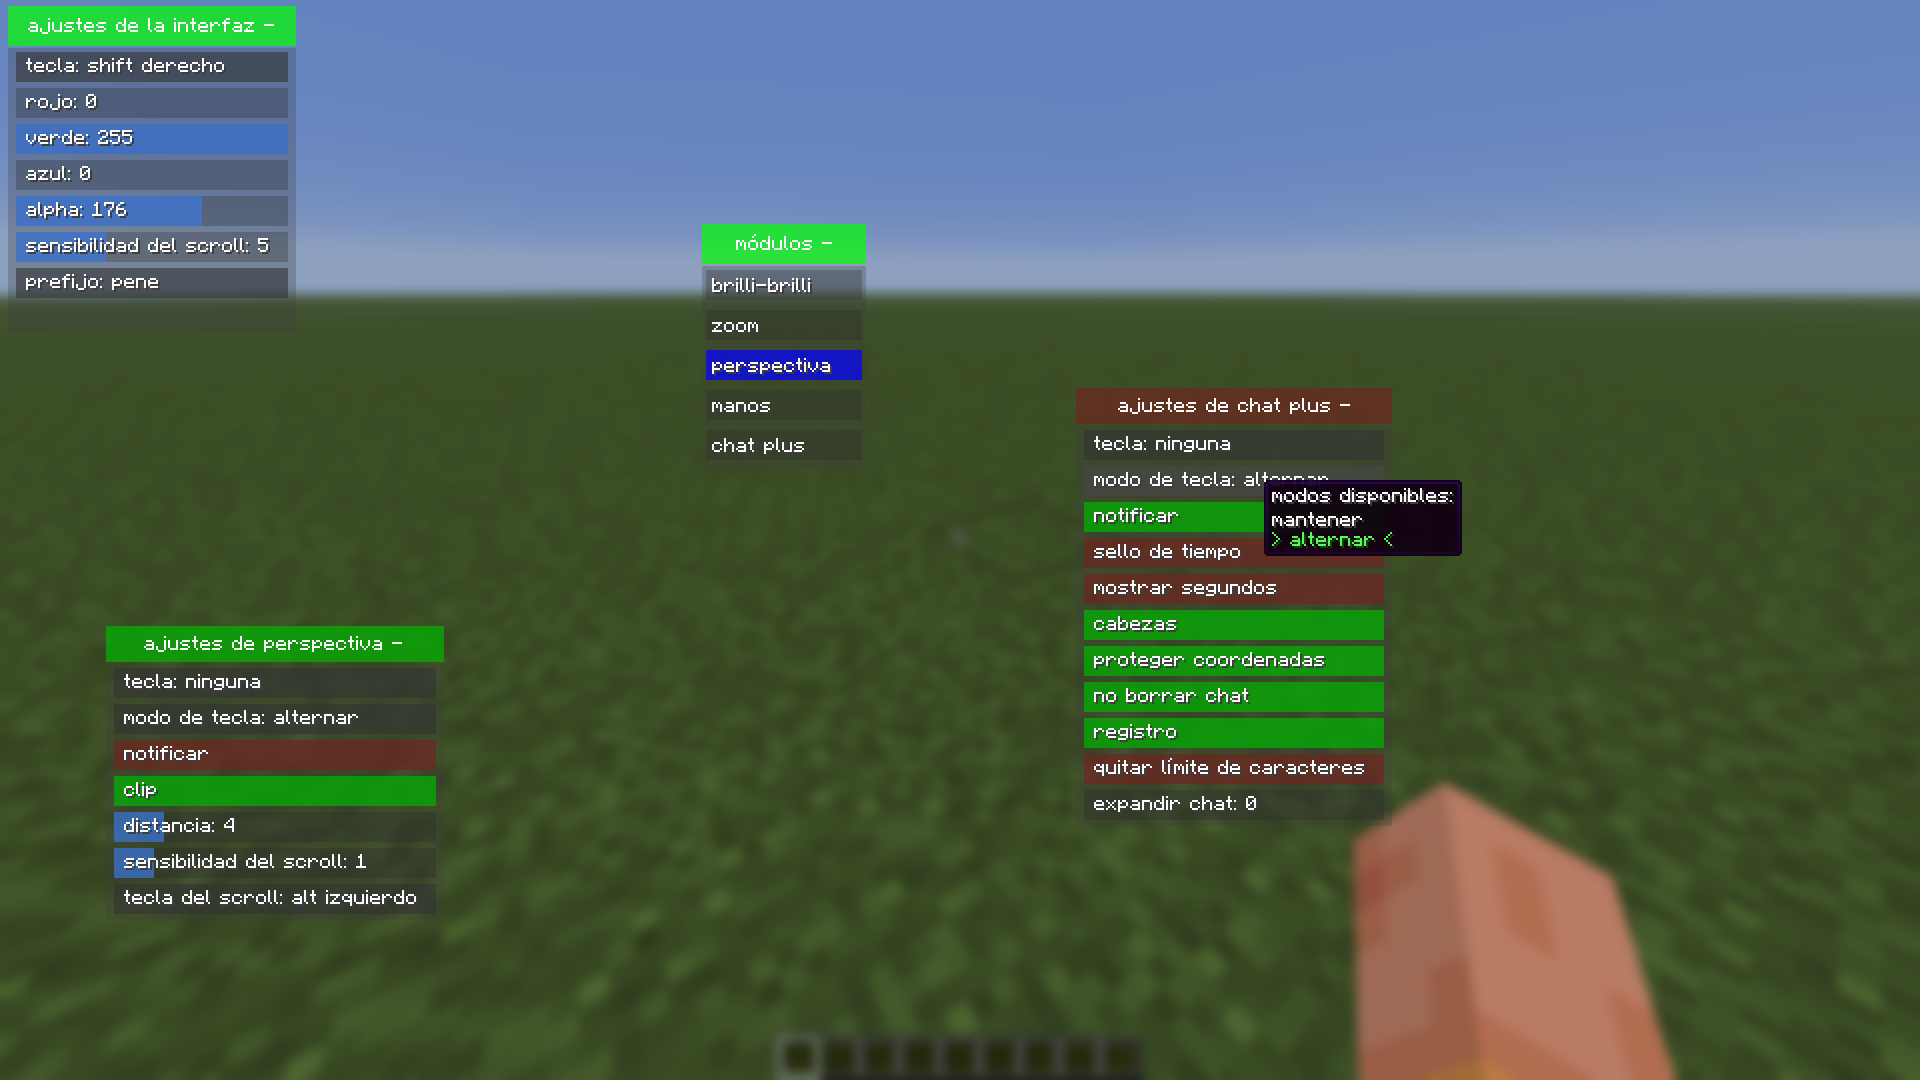 ajustes de la interfaz -
tecla: shift derecho
rojo: 0
verde: 255
azul: 0
alpha: 176
sensibilidad del scroll: 5
prefijo: pene
módulos -
brilli-brilli
zoom
perspectiva
manos
chat plus
ajustes de chat plus -
tecla: ninguna
modo de tecla: alternar
modos disponibles:
mantener
> alternar <
notificar
sello de tiempo
mostrar segundos
cabezas
proteger coordenadas
no borrar chat
registro
quitar límite de caracteres
expandir chat: 0
ajustes de perspectiva -
tecla: ninguna
modo de tecla: alternar
notificar
clip
distancia: 4
sensibilidad del scroll: 1
tecla del scroll: alt izquierdo